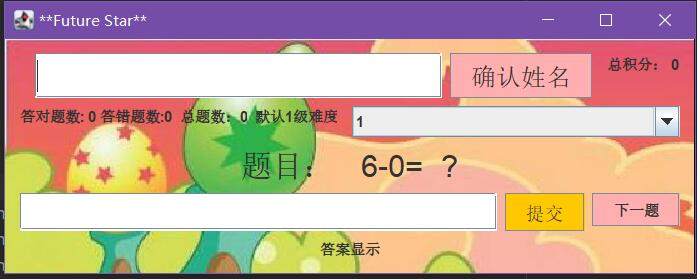 **Future Star**
确认姓名 总积分： 0
答对题数: 0 答错题数:0 总题数： 0 默认1级难度 1
题目： 6-0= ？
提交 下一题
答案显示